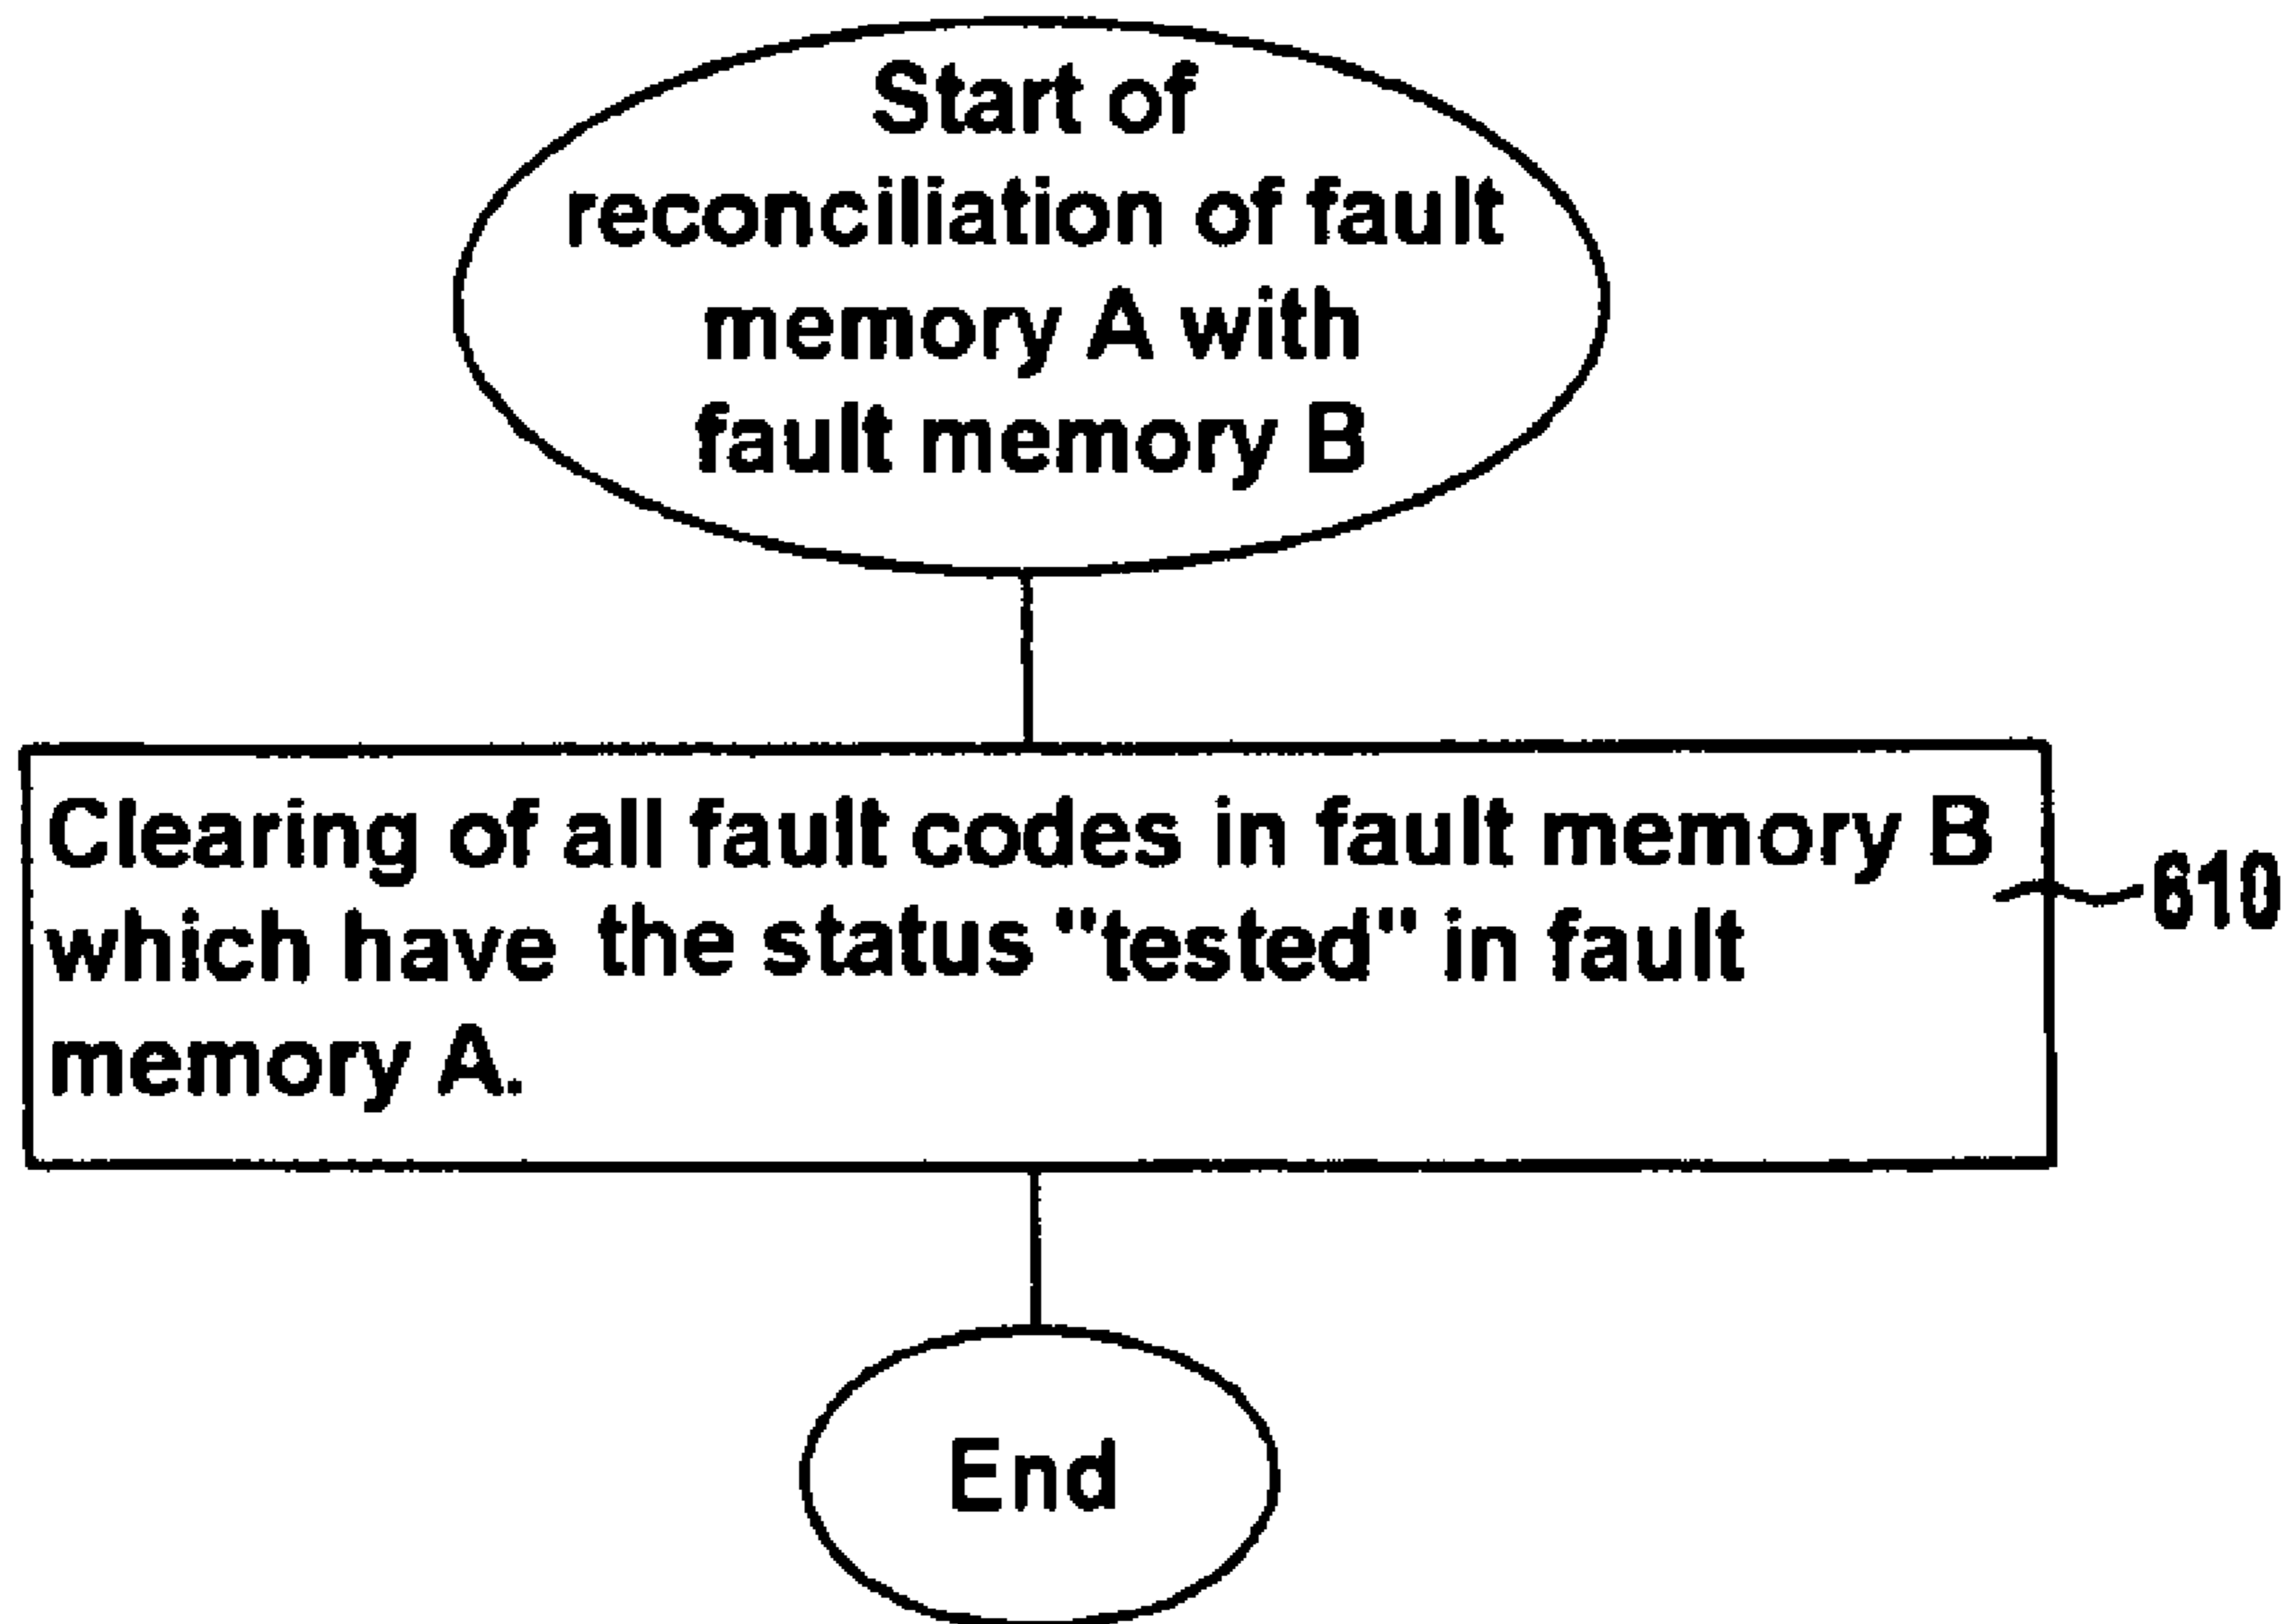 Start of
reconciliation of fault
memory A with
fault memory B
Clearing of all fault codes in fault memory B
which have the status "tested" in fault
memory A.
610
End